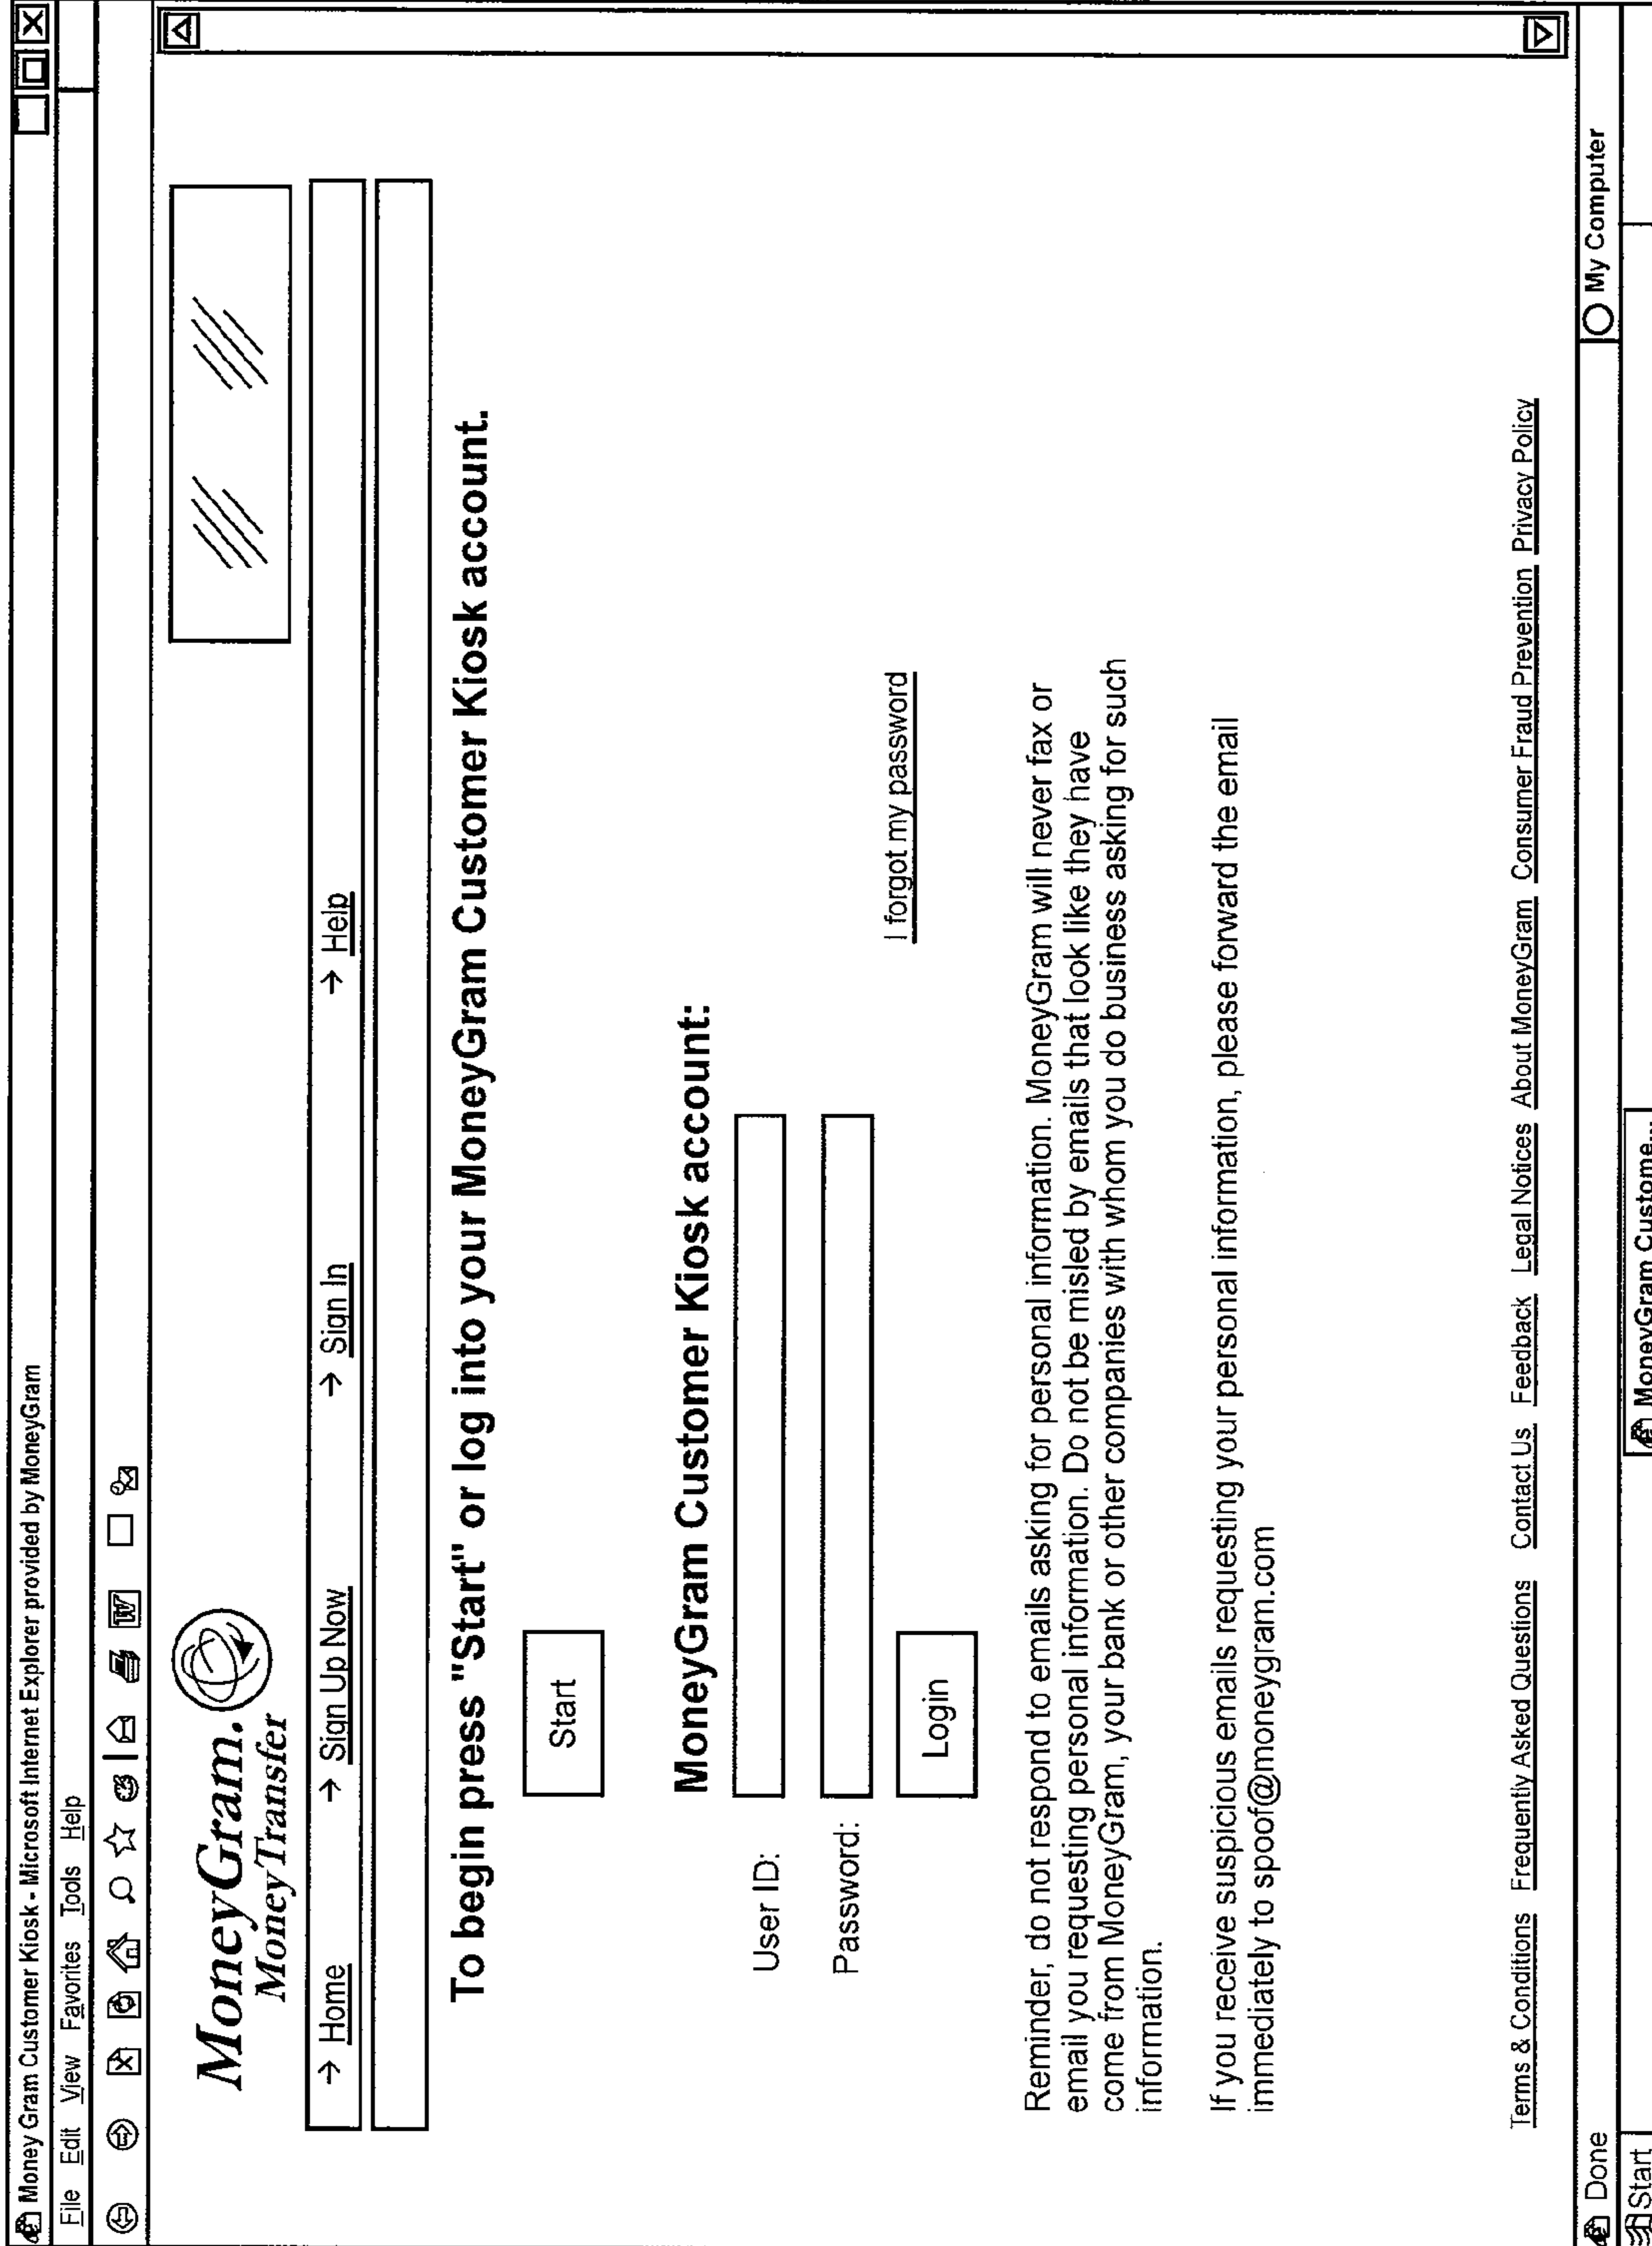 Money Gram Customer Kiosk - Microsoft Internet Explorer provided by MoneyGram
File Edit View Favorites Tools Help
W
MoneyGram.
MoneyTransfer
→ Home → Sign Up Now → Sign In → Help
To begin press "Start" or log into your MoneyGram Customer Kiosk account.
Start
MoneyGram Customer Kiosk account:
User ID:
Password:
Login I forgot my password
Reminder, do not respond to emails asking for personal information. MoneyGram will never fax or
email you requesting personal information. Do not be misled by emails that look like they have
come from MoneyGram, your bank or other companies with whom you do business asking for such
information.
If you receive suspicious emails requesting your personal information, please forward the email
immediately to spoof@moneygram.com
Terms & Conditions Frequently Asked Questions Contact Us Feedback Legal Notices About MoneyGram Consumer Fraud Prevention Privacy Policy
Done My Computer
Start MoneyGram Custome...